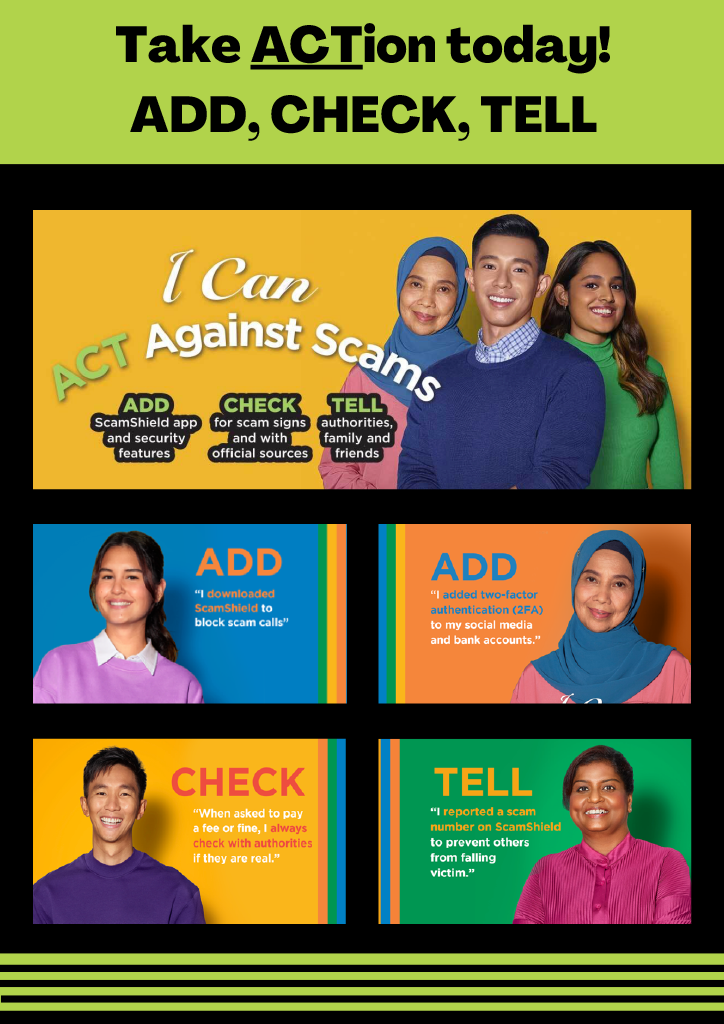 Take ACTion today!
ADD, CHECK, TELL
I Can
ACT Against Scams
ADD
ScamShield app
and security
features
CHECK
for scam signs
and with
official sources
TELL
authorities,
family and
friends
ADD
“I downloaded
ScamShield to
block scam calls”
ADD
“I added two-factor
authentication (2FA)
to my social media
and bank accounts.”
CHECK
“When asked to pay
a fee or fine, I always
check with authorities
if they are real.”
TELL
“I reported a scam
number on ScamShield
to prevent others
from falling
victim.”